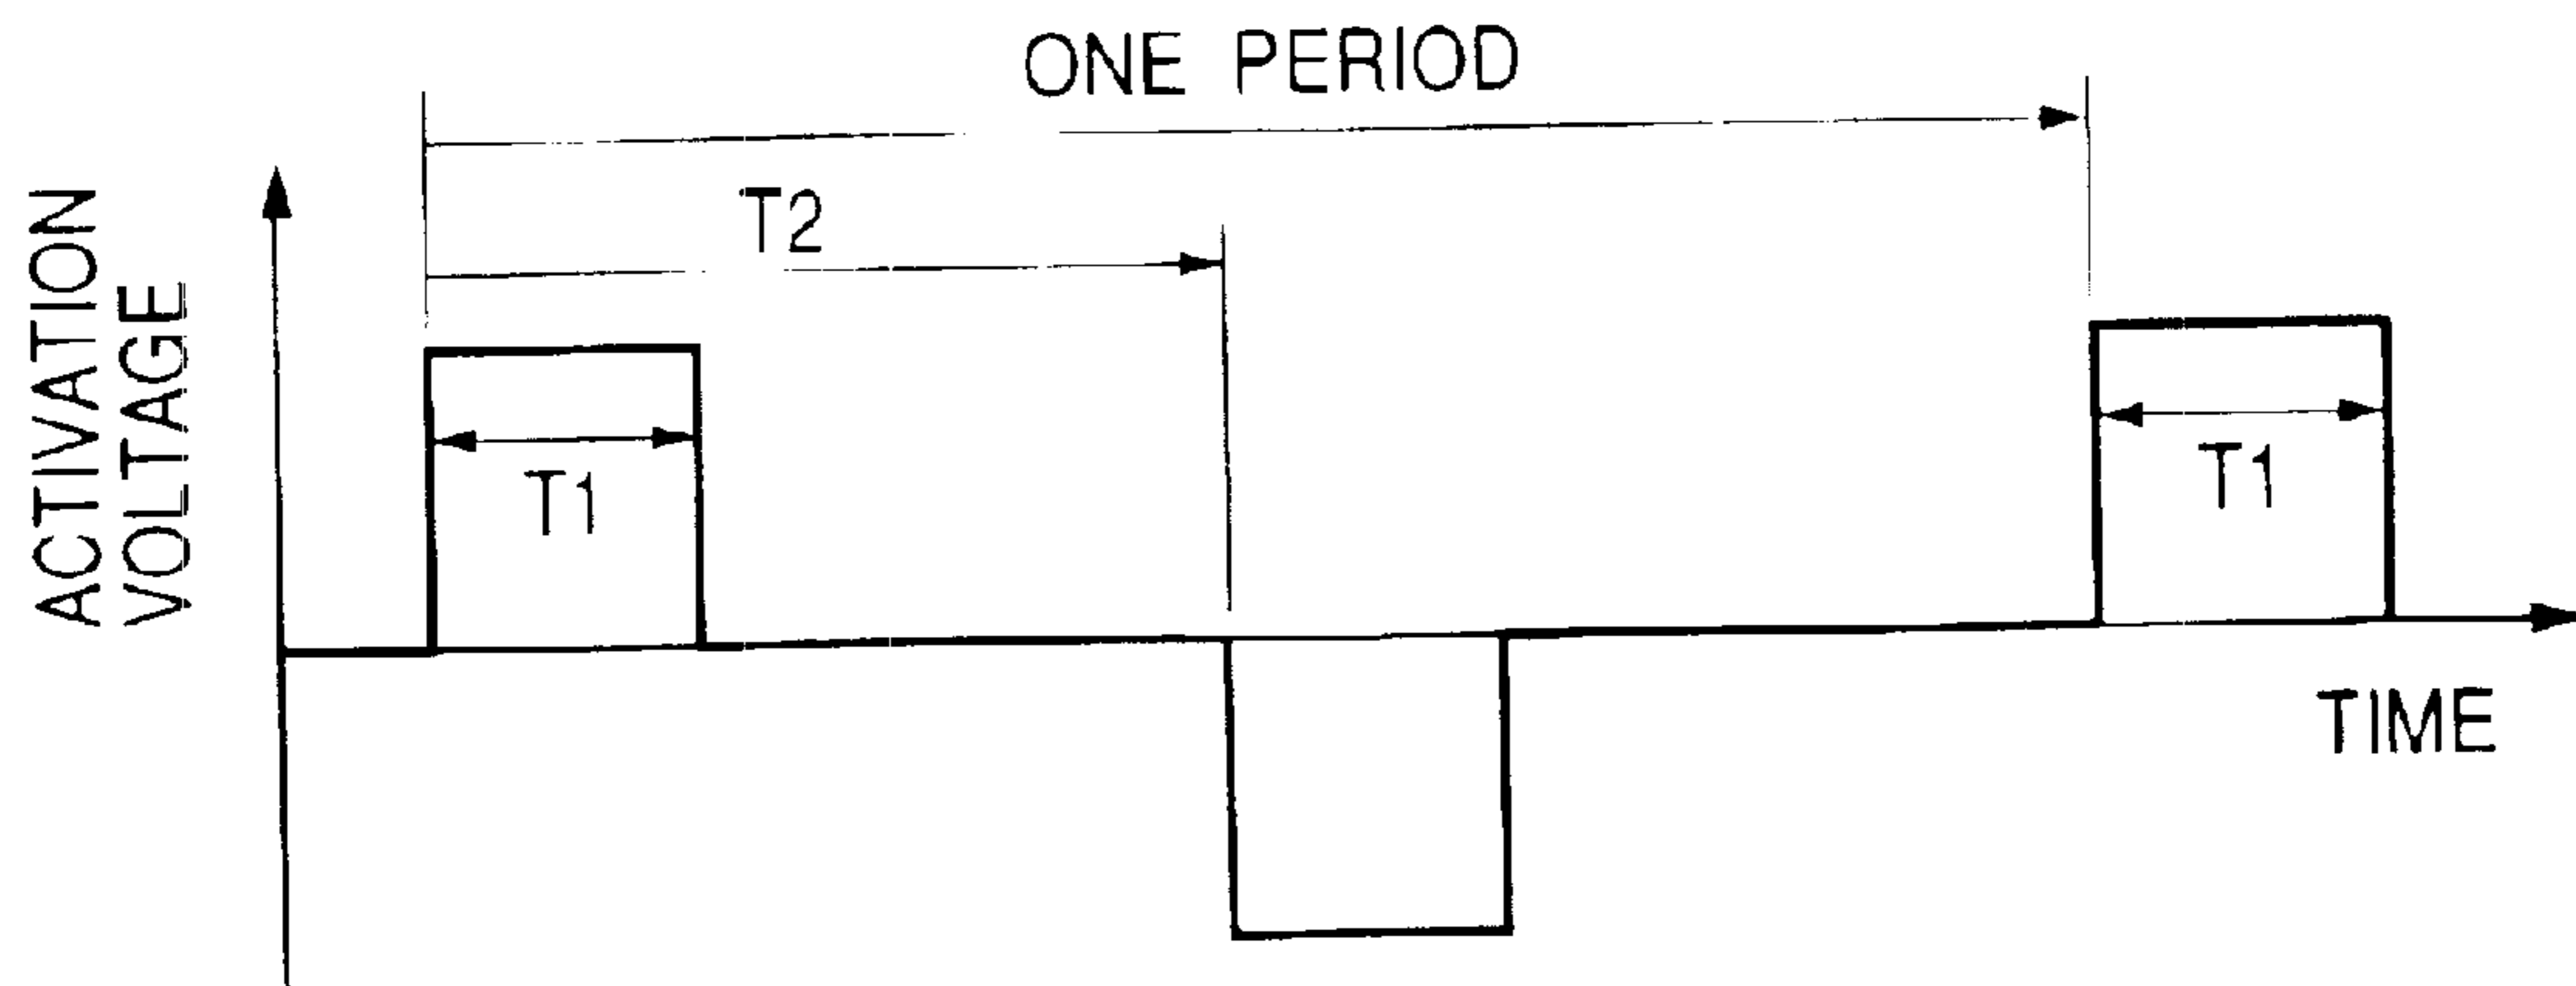 ONE PERIOD
T2
ACTIVATION
VOLTAGE
T1
T1
TIME